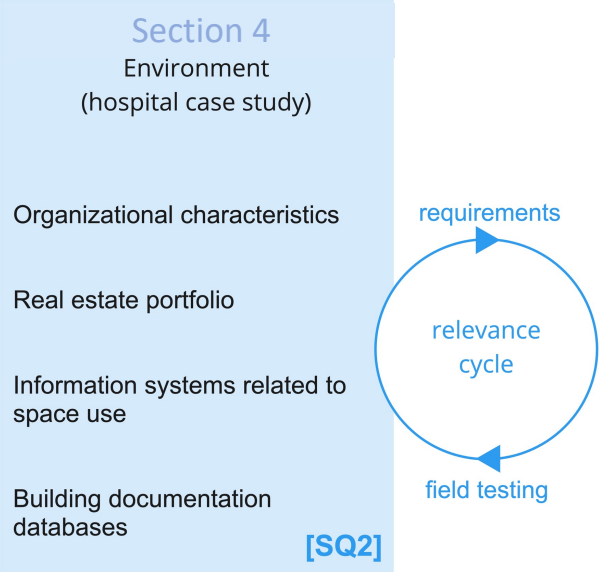 Section 4
Environment
(hospital case study)
Organizational characteristics
Real estate portfolio
Information systems related to
space use
Building documentation
databases
[SQ2]
requirements
relevance
cycle
field testing